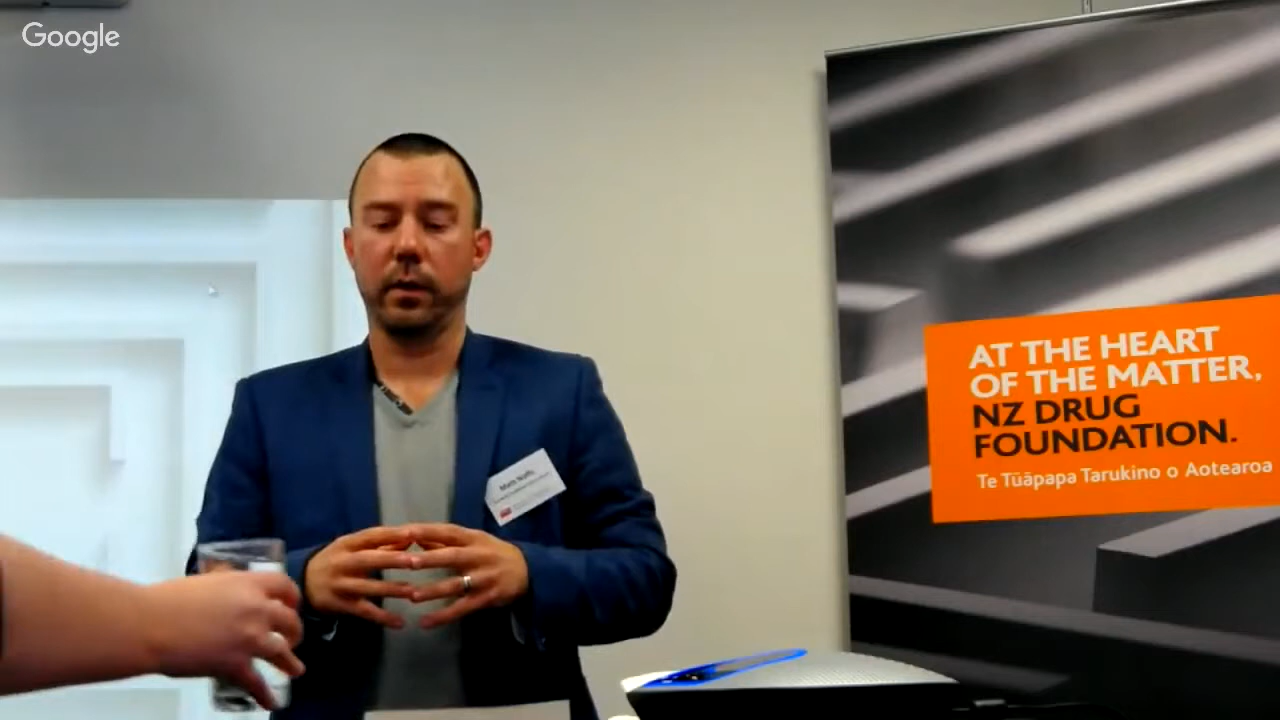 Google
AT THE HEART
OF THE MATTER,
NZ DRUG
FOUNDATION.
Te Tūāpapa Tarukino o Aotearoa